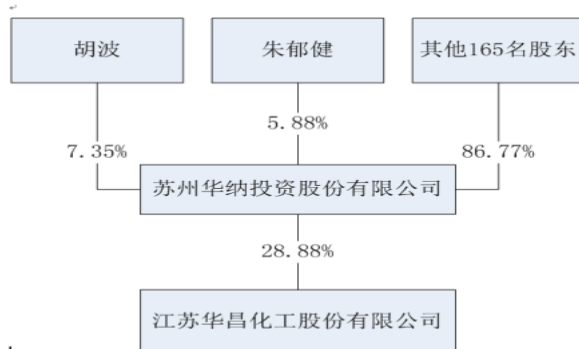 胡波
朱郁健
其他165名股东
5.88%
7.35%
86.77%
苏州华纳投资股份有限公司
28.88%
江苏华昌化工股份有限公司